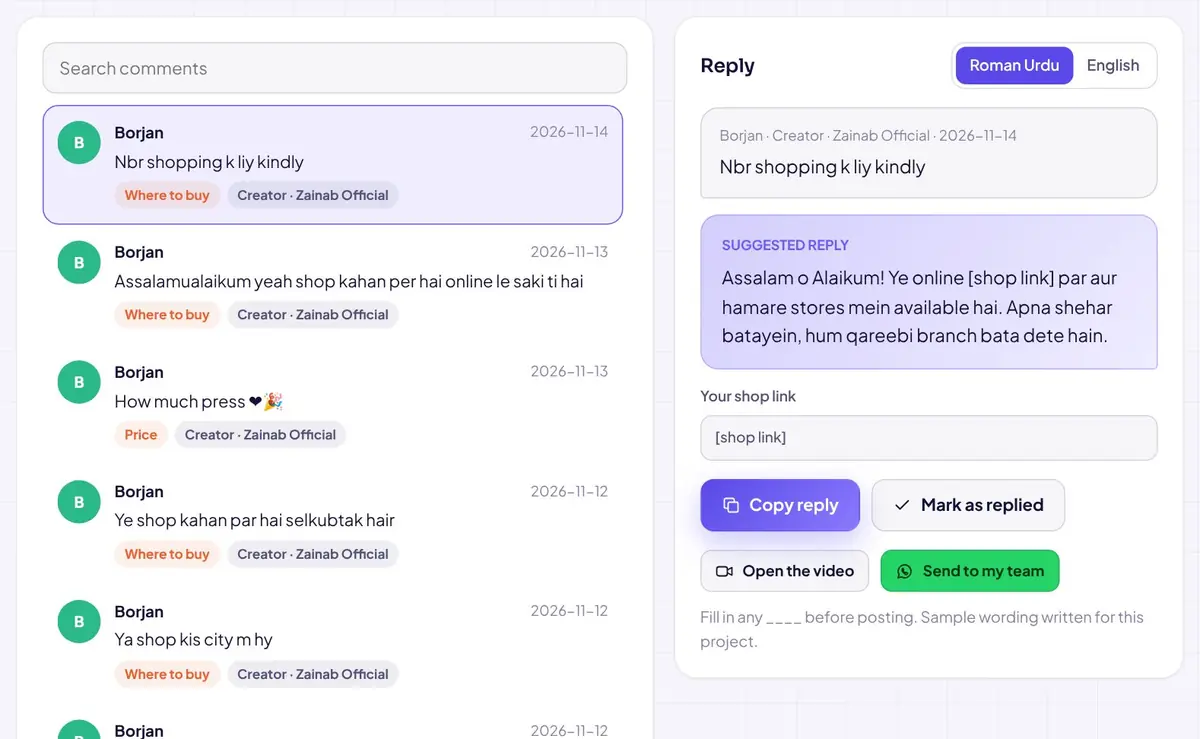 Search comments
B
Borjan
2026-11-14
Nbr shopping k liy kindly
Where to buy
Creator · Zainab Official
B
Borjan
2026-11-13
Assalamualaikum yeah shop kahan per hai online le saki ti hai
Where to buy
Creator · Zainab Official
B
Borjan
2026-11-13
How much press ❤🎉
Price
Creator · Zainab Official
B
Borjan
2026-11-12
Ye shop kahan par hai selkubtak hair
Where to buy
Creator · Zainab Official
B
Borjan
2026-11-12
Ya shop kis city m hy
Where to buy
Creator · Zainab Official
B
Borjan
2026-11-12
Reply
Roman Urdu
English
Borjan · Creator · Zainab Official · 2026-11-14
Nbr shopping k liy kindly
SUGGESTED REPLY
Assalam o Alaikum! Ye online [shop link] par aur
hamare stores mein available hai. Apna shehar
batayein, hum qareebi branch bata dete hain.
Your shop link
[shop link]
Copy reply
Mark as replied
Open the video
Send to my team
Fill in any ____ before posting. Sample wording written for this
project.